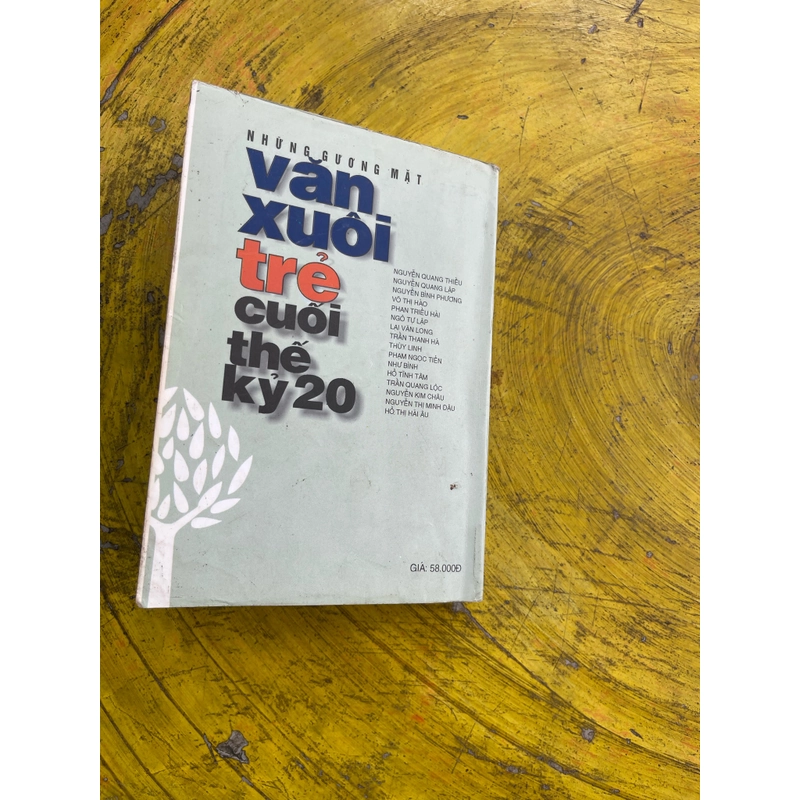 NHỮNG GƯƠNG MẶT
văn
xuôi
trẻ
cuối
thế
kỷ 20
NGUYỄN QUANG THIỀU
NGUYỄN QUANG LẬP
NGUYỄN BÌNH PHƯƠNG
VÕ THỊ HẢO
PHAN TRIỀU HẢI
NGÔ TỰ LẬP
LẠI VĂN LONG
TRẦN THANH HÀ
THÙY LINH
PHẠM NGỌC TIẾN
NHƯ BÌNH
HỒ TĨNH TÂM
TRẦN QUANG LỘC
NGUYỄN KIM CHÂU
NGUYỄN THỊ MINH DẬU
HỒ THỊ HẢI ÂU
GIÁ: 58.000Đ